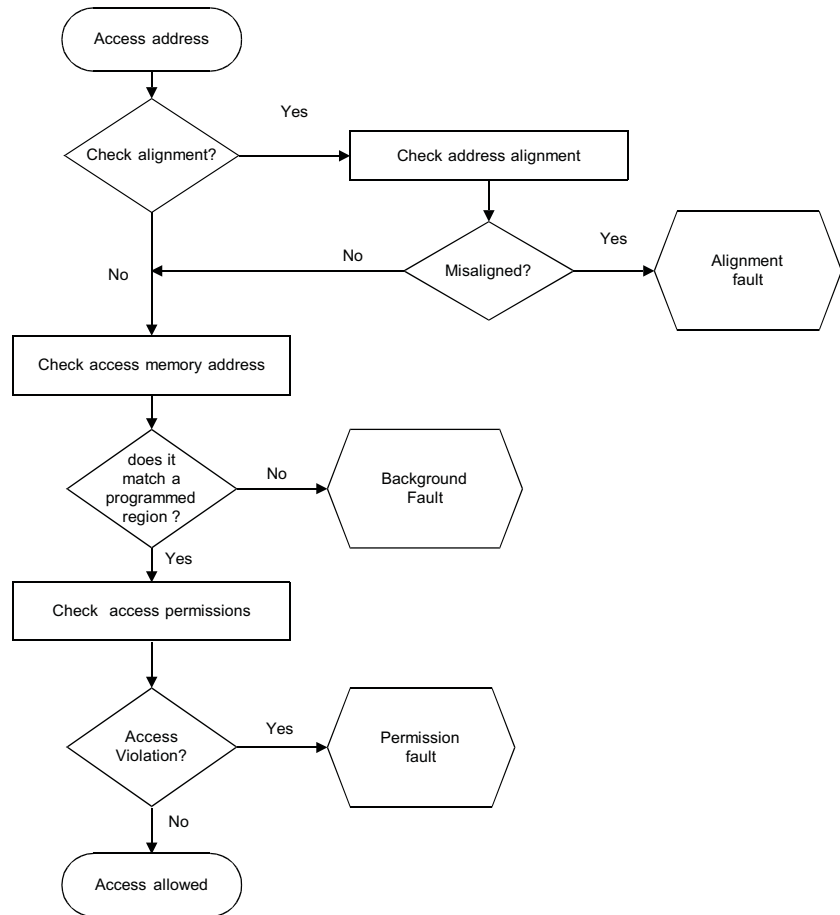 Access address
Yes
Check alignment?
Check address alignment
No
Yes
Misaligned?
Alignment
fault
No
Check access memory address
does it
match a
programmed
region ?
No
Background
Fault
Yes
Check access permissions
Access
Violation?
Yes
Permission
fault
No
Access allowed